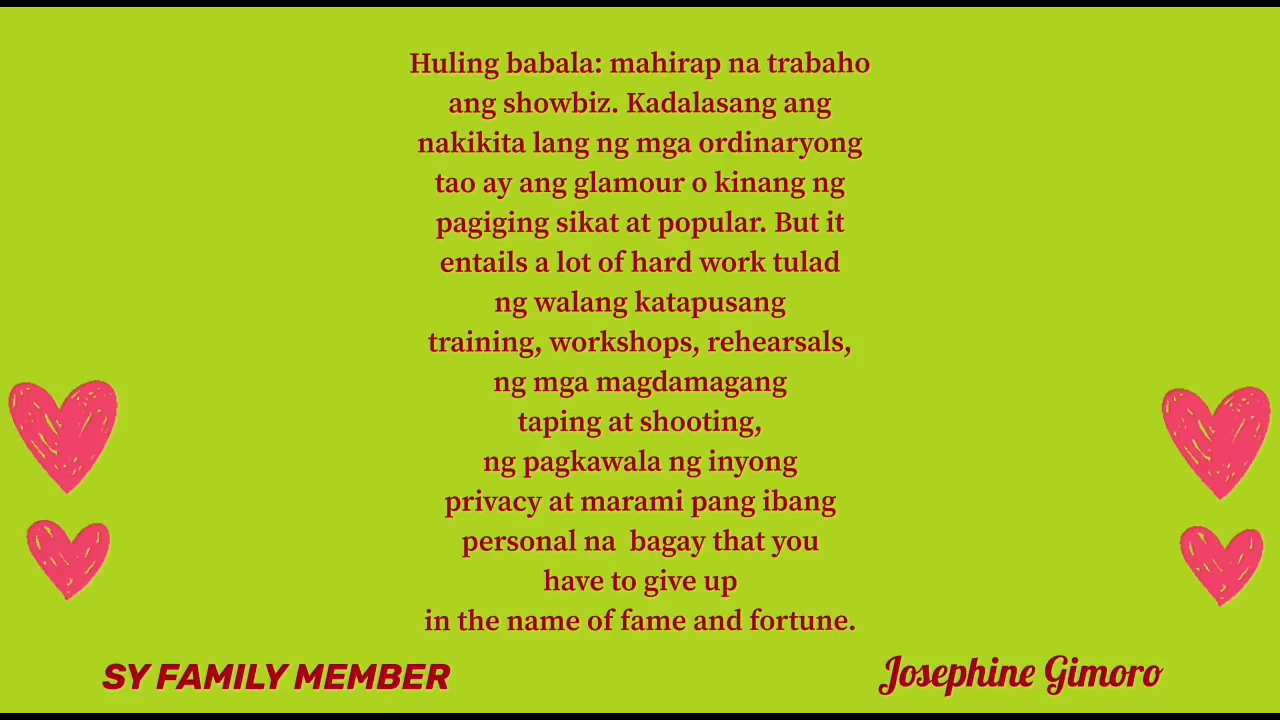 Huling babala: mahirap na trabaho
ang showbiz. Kadalasang ang
nakikita lang ng mga ordinaryong
tao ay ang glamour o kinang ng
pagiging sikat at popular. But it
entails a lot of hard work tulad
ng walang katapusang
training, workshops, rehearsals,
ng mga magdamagang
taping at shooting,
ng pagkawala ng inyong
privacy at marami pang ibang
personal na  bagay that you
have to give up
in the name of fame and fortune.
SY FAMILY MEMBER
Josephine Gimoro